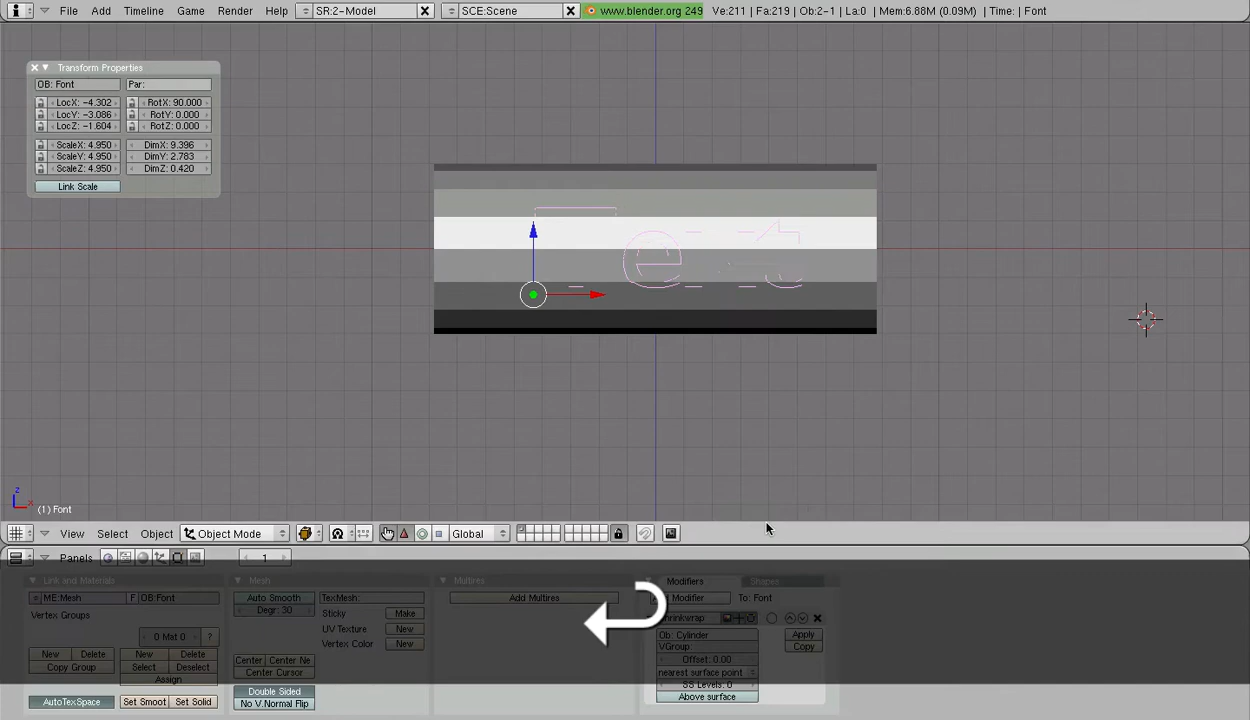 File Add Timeline Game Render Help SR:2-Model SCE:Scene www.blender.org 249 Ve:211 | Fa:219 | Ob:2-1 | La:0 | Mem:6.88M (0.09M) | Time: | Font
Transform Properties
OB: Font Par:
LocX: -4.302 RotX: 90.000
LocY: -3.086 RotY: 0.000
LocZ: -1.604 RotZ: 0.000
ScaleX: 4.950 DimX: 9.396
ScaleY: 4.950 DimY: 2.783
ScaleZ: 4.950 DimZ: 0.420
Link Scale
z
x
(1) Font
View Select Object Object Mode Global
Panels 1
Link and Materials Mesh Multires Modifiers Shapes
ME:Mesh F OB:Font Auto Smooth TexMesh: Add Multires Modifier To: Font
Degr: 30
Vertex Groups Sticky Make
UV Texture New Ob: Cylinder Apply
0 Mat 0 ? Vertex Color New VGroup: Copy
New Delete New Delete Center Center Ne Offset: 0.00
Copy Group Select Deselect Center Cursor nearest surface point
Assign SS Levels: 0
AutoTexSpace Set Smoot Set Solid Double Sided Above surface
No V.Normal Flip